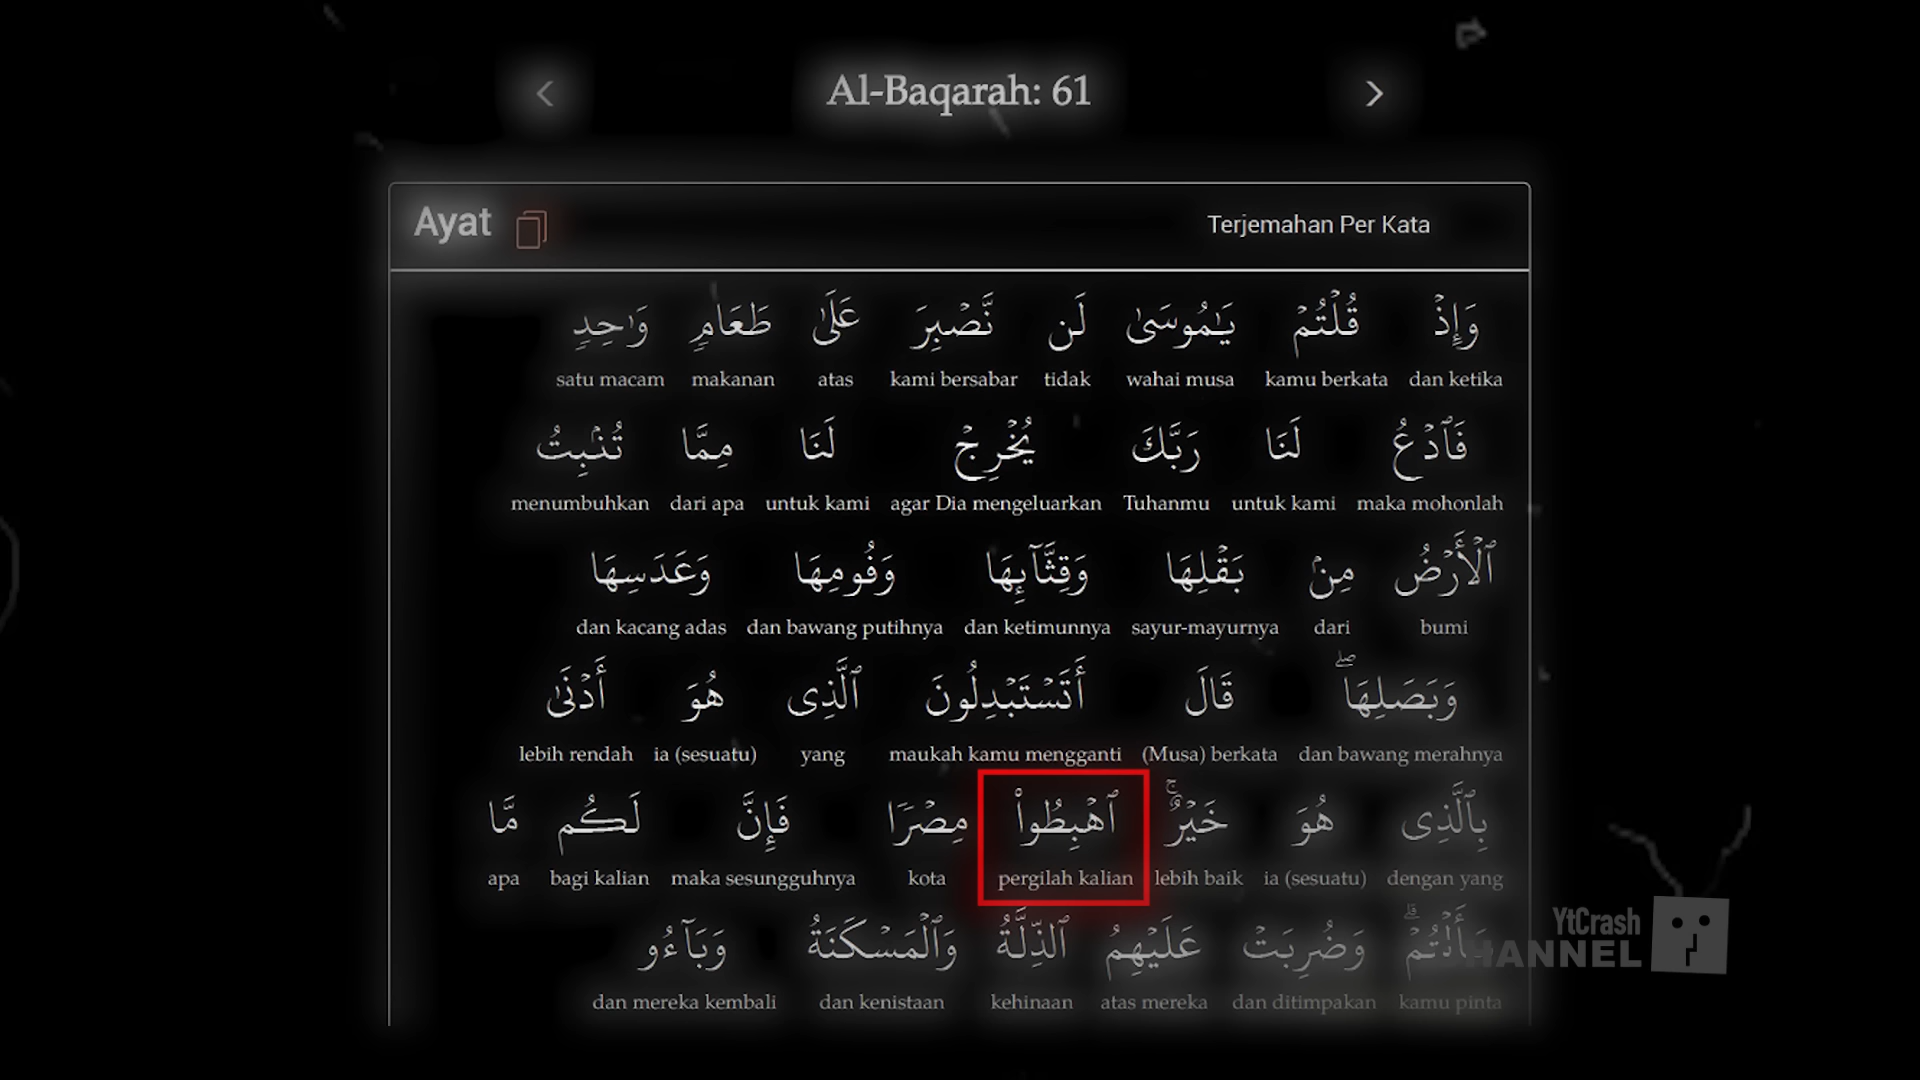 Al-Baqarah: 61
Ayat
Terjemahan Per Kata
وَإِذۡ قُلۡتُمۡ يَٰمُوسَىٰ لَن نَّصۡبِرَ عَلَىٰ طَعَامٖ وَٰحِدٖ
dan ketika kamu berkata wahai musa tidak kami bersabar atas makanan satu macam
فَٱدۡعُ لَنَا رَبَّكَ يُخۡرِجۡ لَنَا مِمَّا تُنۢبِتُ
maka mohonlah untuk kami Tuhanmu agar Dia mengeluarkan untuk kami dari apa menumbuhkan
ٱلۡأَرۡضُ مِنۢ بَقۡلِهَا وَقِثَّآئِهَا وَفُومِهَا وَعَدَسِهَا
bumi dari sayur-mayurnya dan ketimunnya dan bawang putihnya dan kacang adas
وَبَصَلِهَاۖ قَالَ أَتَسۡتَبۡدِلُونَ ٱلَّذِي هُوَ أَدۡنَىٰ
dan bawang merahnya (Musa) berkata maukah kamu mengganti yang ia (sesuatu) lebih rendah
بِٱلَّذِي هُوَ خَيۡرٌۚ ٱهۡبِطُواْ مِصۡرٗا فَإِنَّ لَكُم مَّا
dengan yang ia (sesuatu) lebih baik pergilah kalian kota maka sesungguhnya bagi kalian apa
سَأَلۡتُمۡۗ وَضُرِبَتۡ عَلَيۡهِمُ ٱلذِّلَّةُ وَٱلۡمَسۡكَنَةُ وَبَآءُو
kamu pinta dan ditimpakan atas mereka kehinaan dan kenistaan dan mereka kembali
YtCrash
CHANNEL